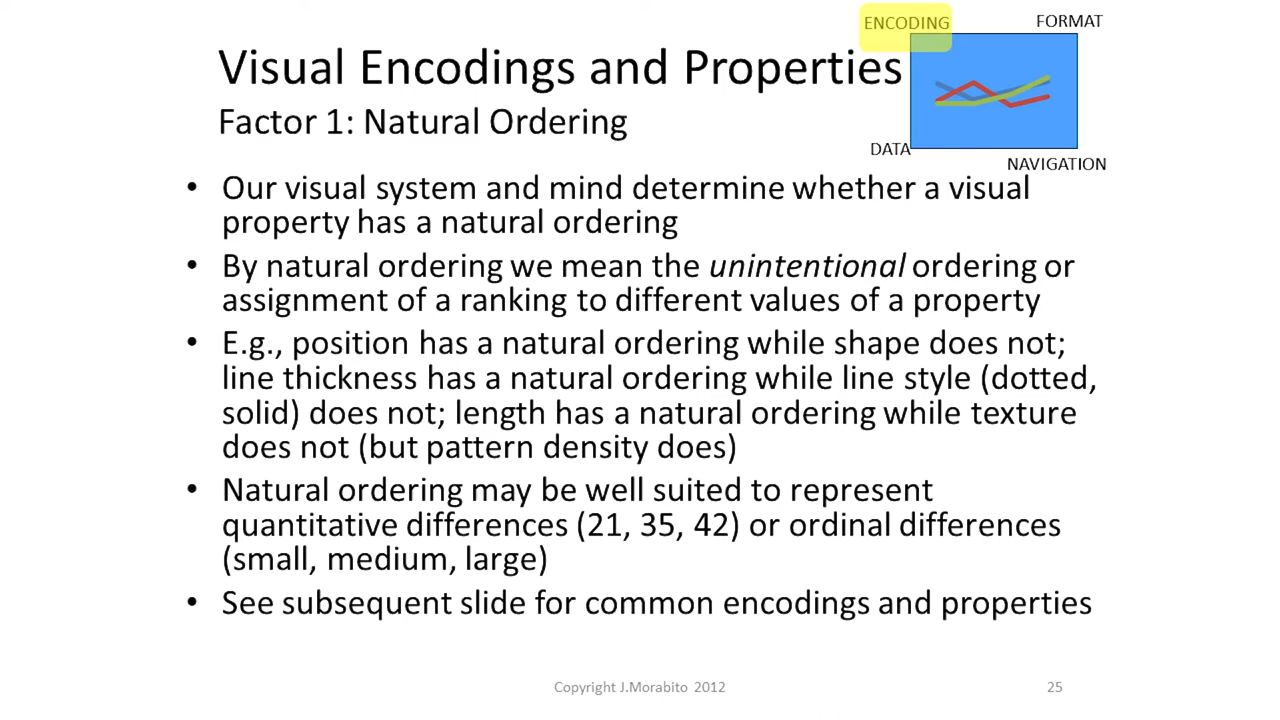 ENCODING
FORMAT
Visual Encodings and Properties
Factor 1: Natural Ordering
DATA
NAVIGATION
• Our visual system and mind determine whether a visual
property has a natural ordering
• By natural ordering we mean the unintentional ordering or
assignment of a ranking to different values of a property
• E.g., position has a natural ordering while shape does not;
line thickness has a natural ordering while line style (dotted,
solid) does not; length has a natural ordering while texture
does not (but pattern density does)
• Natural ordering may be well suited to represent
quantitative differences (21, 35, 42) or ordinal differences
(small, medium, large)
• See subsequent slide for common encodings and properties
Copyright J.Morabito 2012
25